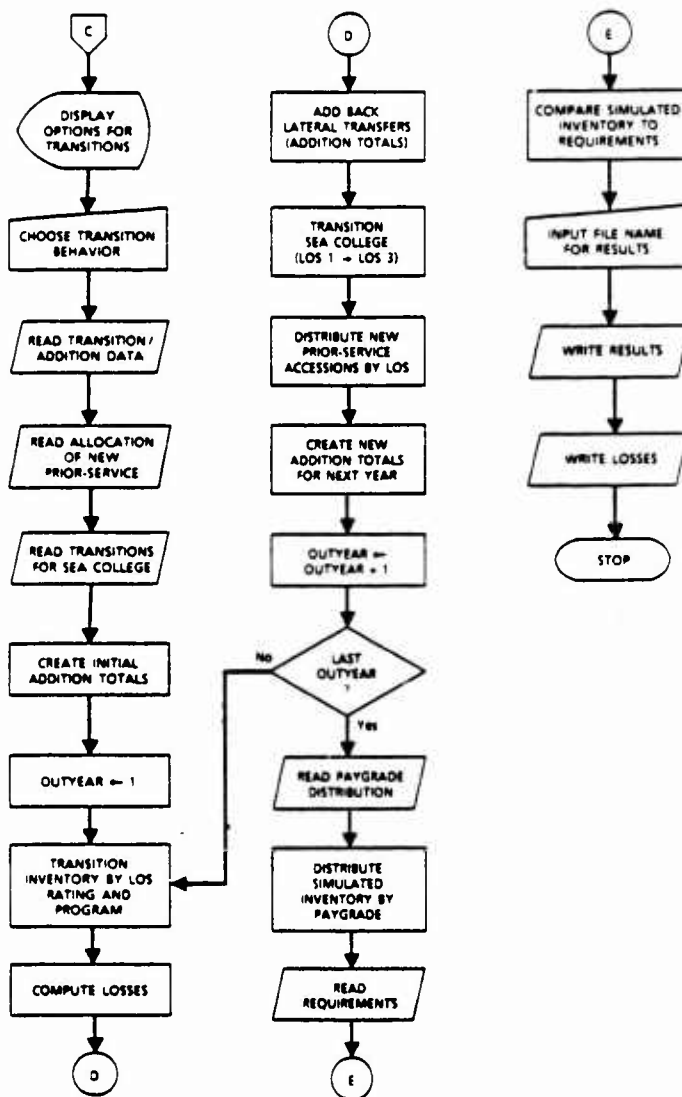 C
DISPLAY
OPTIONS FOR
TRANSITIONS
CHOOSE TRANSITION
BEHAVIOR
READ TRANSITION/
ADDITION DATA
READ ALLOCATION
OF NEW
PRIOR-SERVICE
READ TRANSITIONS
FOR SEA COLLEGE
CREATE INITIAL
ADDITION TOTALS
OUTYEAR ← 1
TRANSITION
INVENTORY BY LOS
RATING AND
PROGRAM
COMPUTE LOSSES
D
D
ADD BACK
LATERAL TRANSFERS
(ADDITION TOTALS)
TRANSITION
SEA COLLEGE
(LOS 1 → LOS 3)
DISTRIBUTE NEW
PRIOR-SERVICE
ACCESSIONS BY LOS
CREATE NEW
ADDITION TOTALS
FOR NEXT YEAR
OUTYEAR ←
OUTYEAR + 1
No
LAST
OUTYEAR
?
Yes
READ PAYGRADE
DISTRIBUTION
DISTRIBUTE
SIMULATED
INVENTORY BY
PAYGRADE
READ
REQUIREMENTS
E
E
COMPARE SIMULATED
INVENTORY TO
REQUIREMENTS
INPUT FILE NAME
FOR RESULTS
WRITE RESULTS
WRITE LOSSES
STOP